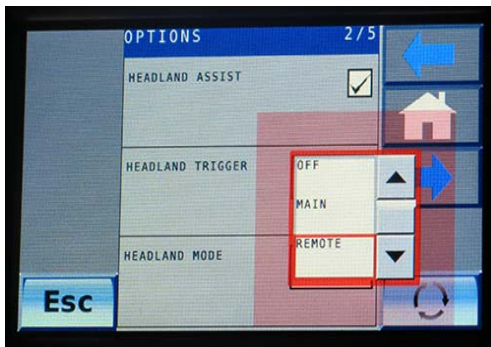 OPTIONS 2/5
HEADLAND ASSIST
HEADLAND TRIGGER
OFF
MAIN
REMOTE
HEADLAND MODE
Esc